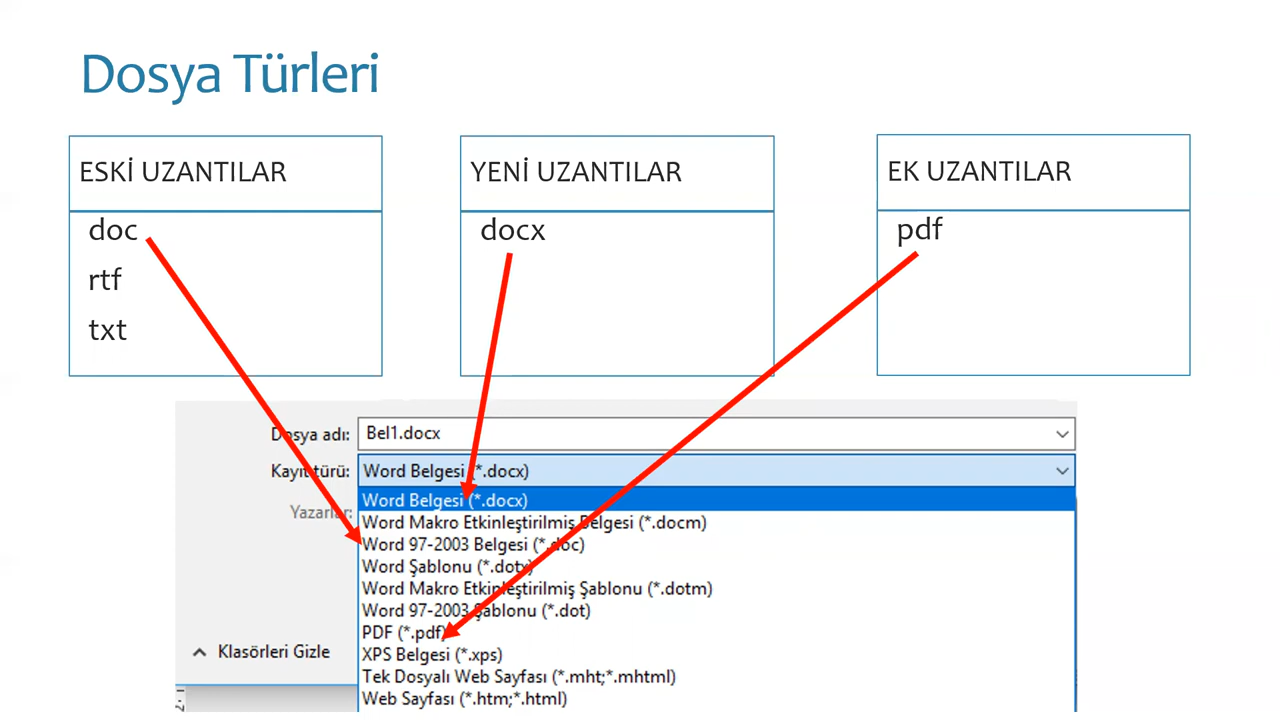 Dosya Türleri
ESKİ UZANTILAR
doc
rtf
txt
YENİ UZANTILAR
docx
EK UZANTILAR
pdf
Dosya adı: Bel1.docx
Kayıt türü: Word Belgesi (*.docx)
Yazarlar:
Word Belgesi (*.docx)
Word Makro Etkinleştirilmiş Belgesi (*.docm)
Word 97-2003 Belgesi (*.doc)
Word Şablonu (*.dotx)
Word Makro Etkinleştirilmiş Şablonu (*.dotm)
Word 97-2003 Şablonu (*.dot)
PDF (*.pdf)
XPS Belgesi (*.xps)
Tek Dosyalı Web Sayfası (*.mht;*.mhtml)
Web Sayfası (*.htm;*.html)
Klasörleri Gizle